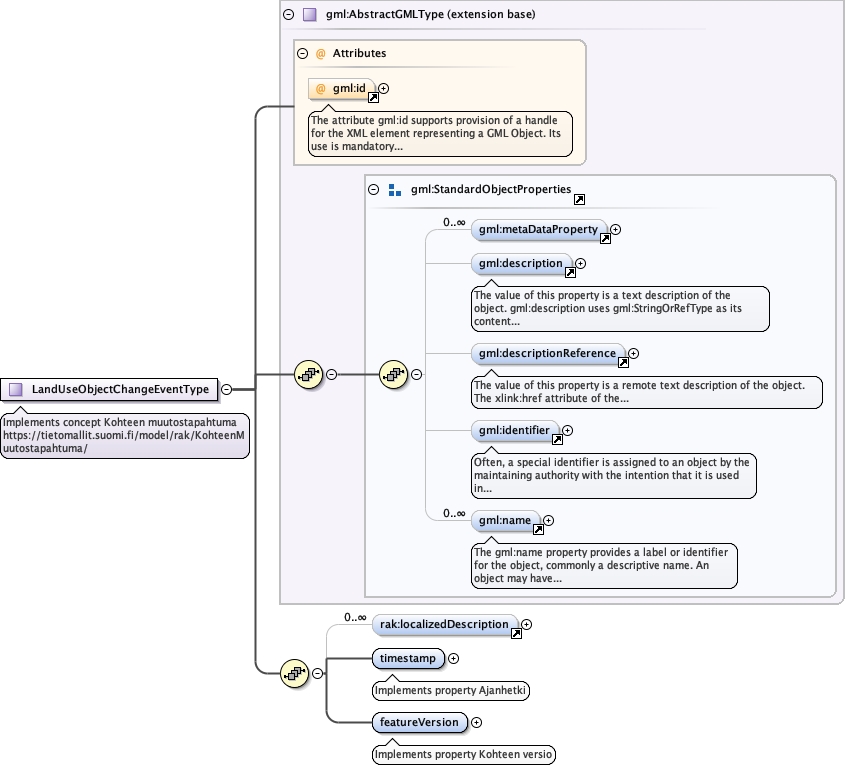 gml:AbstractGMLType (extension base)
@ Attributes
@ gml:id
The attribute gml:id supports provision of a handle
for the XML element representing a GML Object. Its
use is mandatory...
gml:StandardObjectProperties
0..∞
gml:metaDataProperty
gml:description
The value of this property is a text description of the
object. gml:description uses gml:StringOrRefType as its
content...
gml:descriptionReference
The value of this property is a remote text description of the object.
The xlink:href attribute of the...
LandUseObjectChangeEventType
Implements concept Kohteen muutostapahtuma
https://tietomallit.suomi.fi/model/rak/KohteenM
uutostapahtuma/
gml:identifier
Often, a special identifier is assigned to an object by the
maintaining authority with the intention that it is used
in...
0..∞
gml:name
The gml:name property provides a label or identifier
for the object, commonly a descriptive name. An
object may have...
0..∞
rak:localizedDescription
timestamp
Implements property Ajanhetki
featureVersion
Implements property Kohteen versio